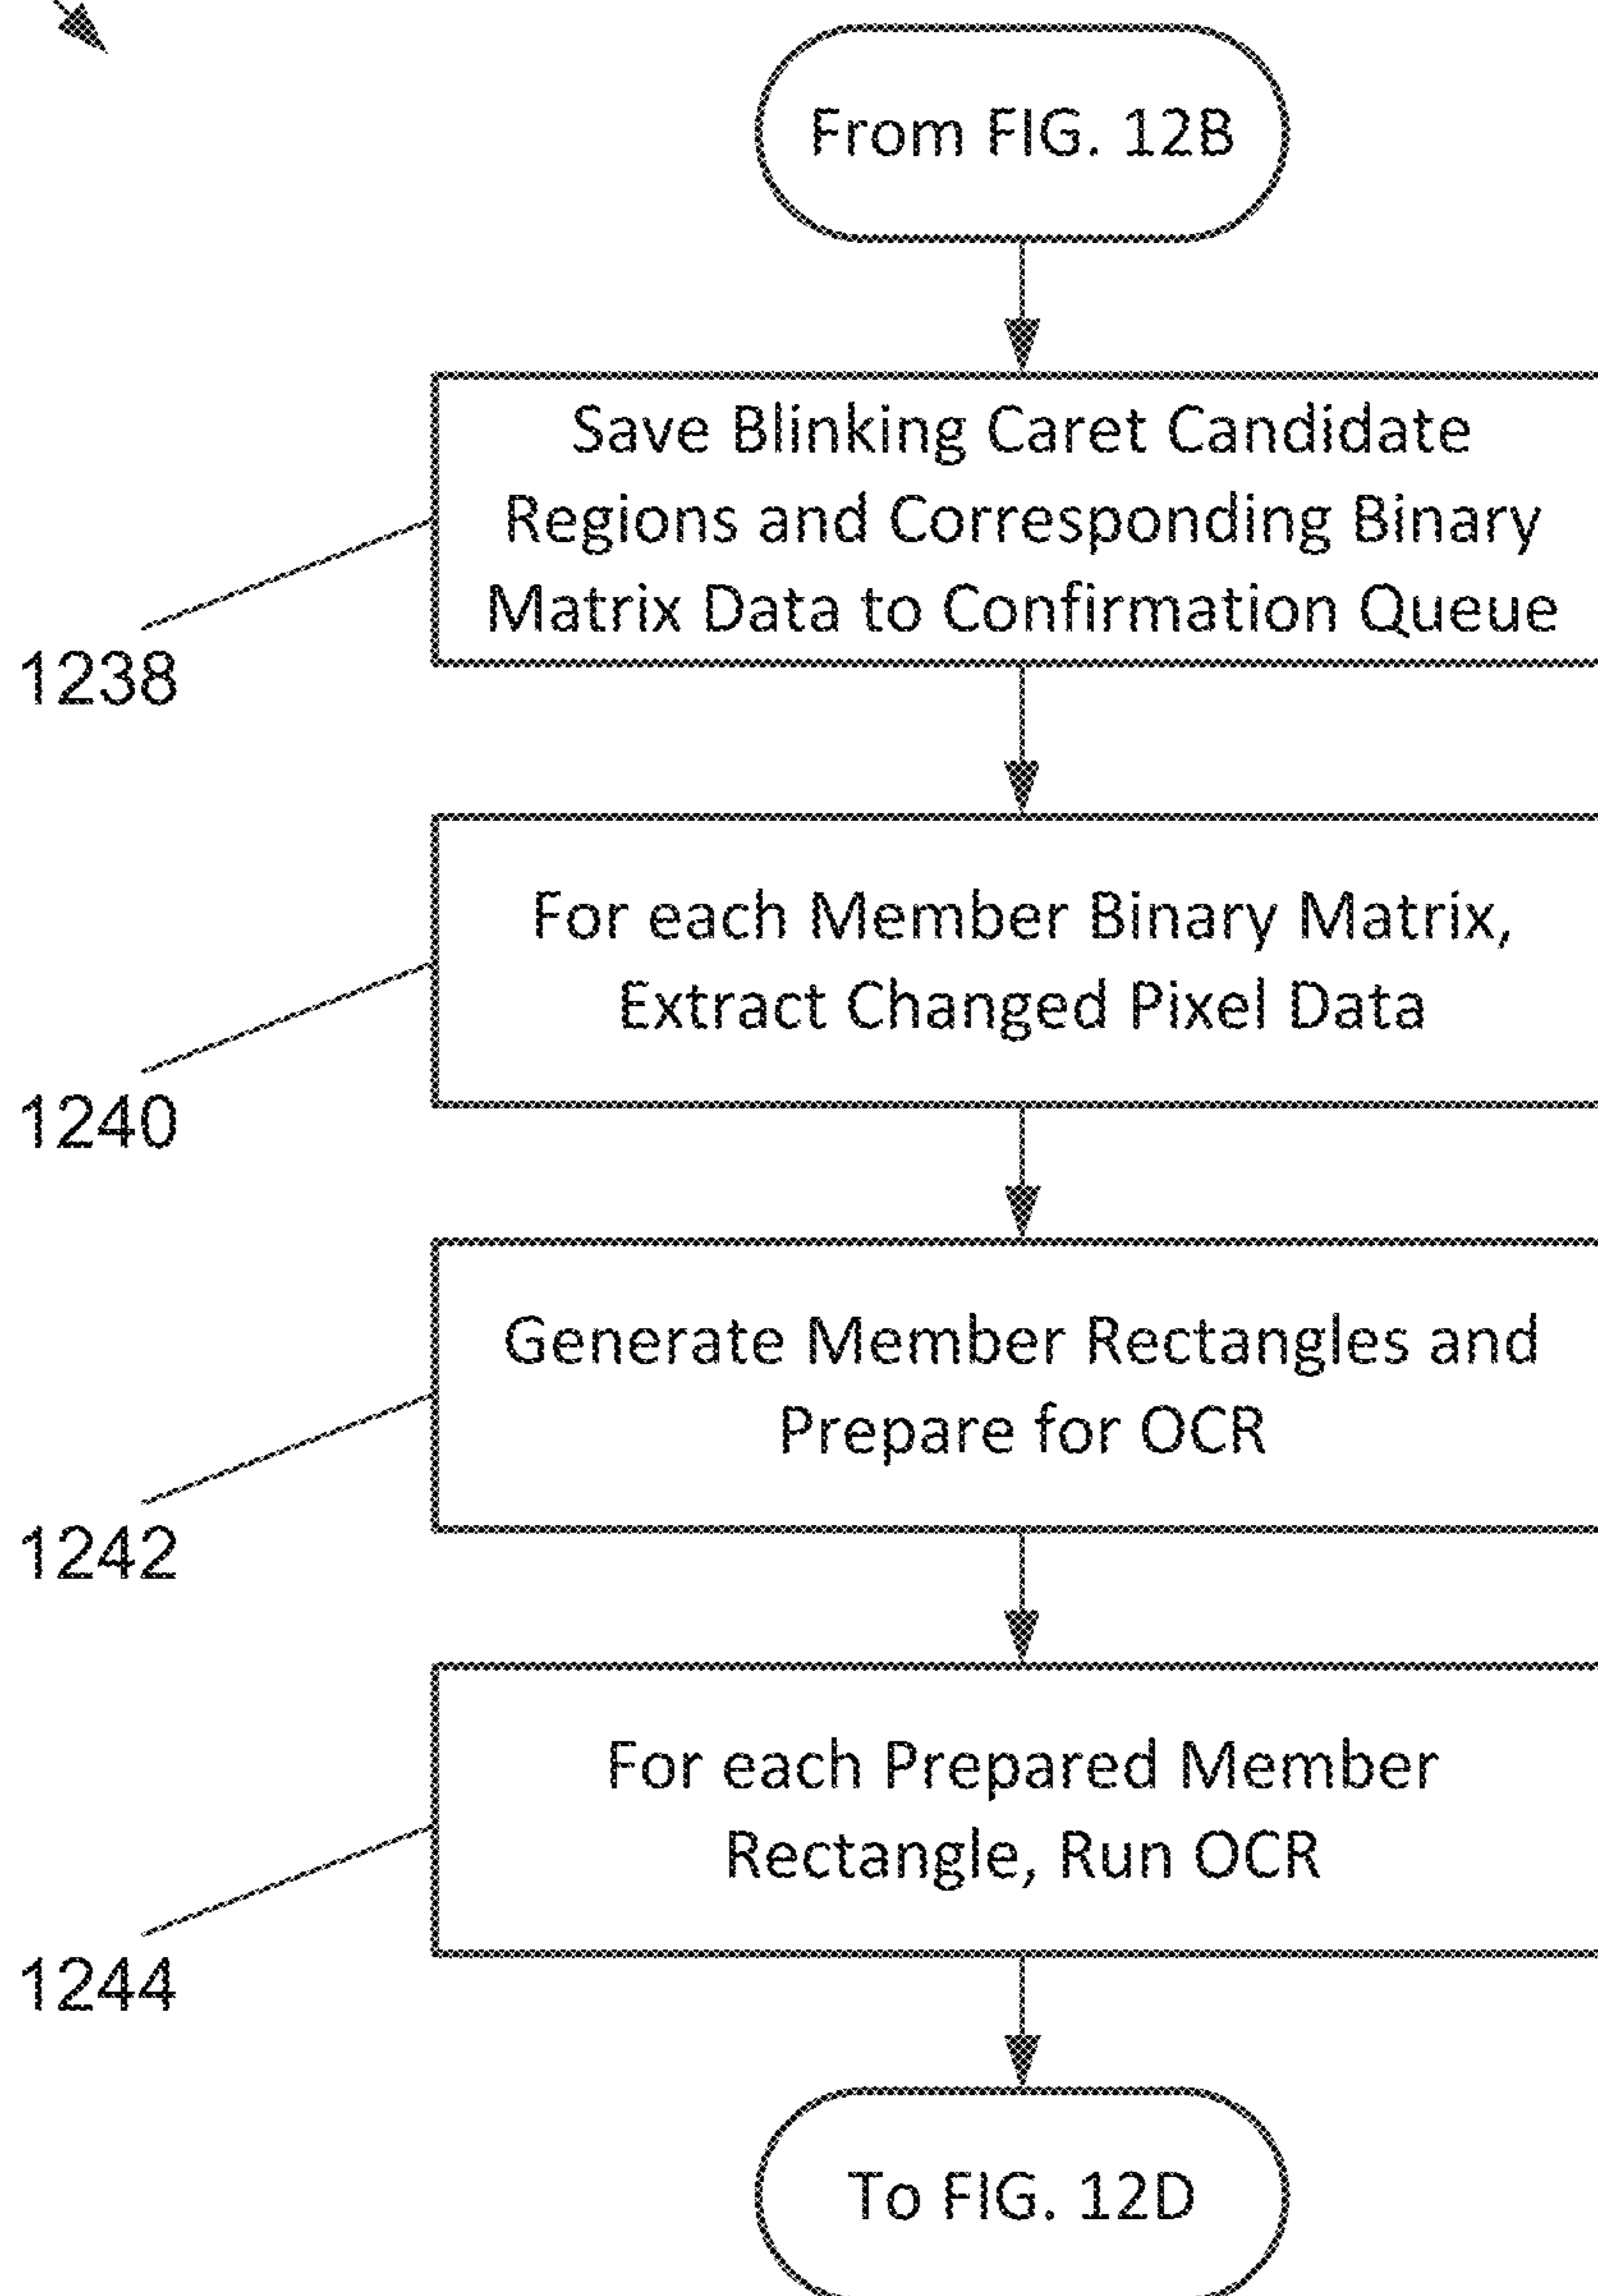 From FIG. 12B
Save Blinking Caret Candidate
Regions and Corresponding Binary
Matrix Data to Confirmation Queue
1238
For each Member Binary Matrix,
Extract Changed Pixel Data
1240
Generate Member Rectangles and
Prepare for OCR
1242
For each Prepared Member
Rectangle, Run OCR
1244
To FIG. 12D